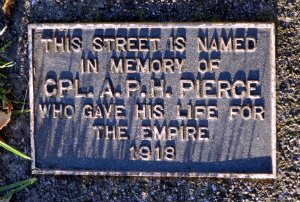 THIS STREET IS NAMED
IN MEMORY OF
CPL. A.P.H. PIERCE
WHO GAVE HIS LIFE FOR
THE EMPIRE
1918